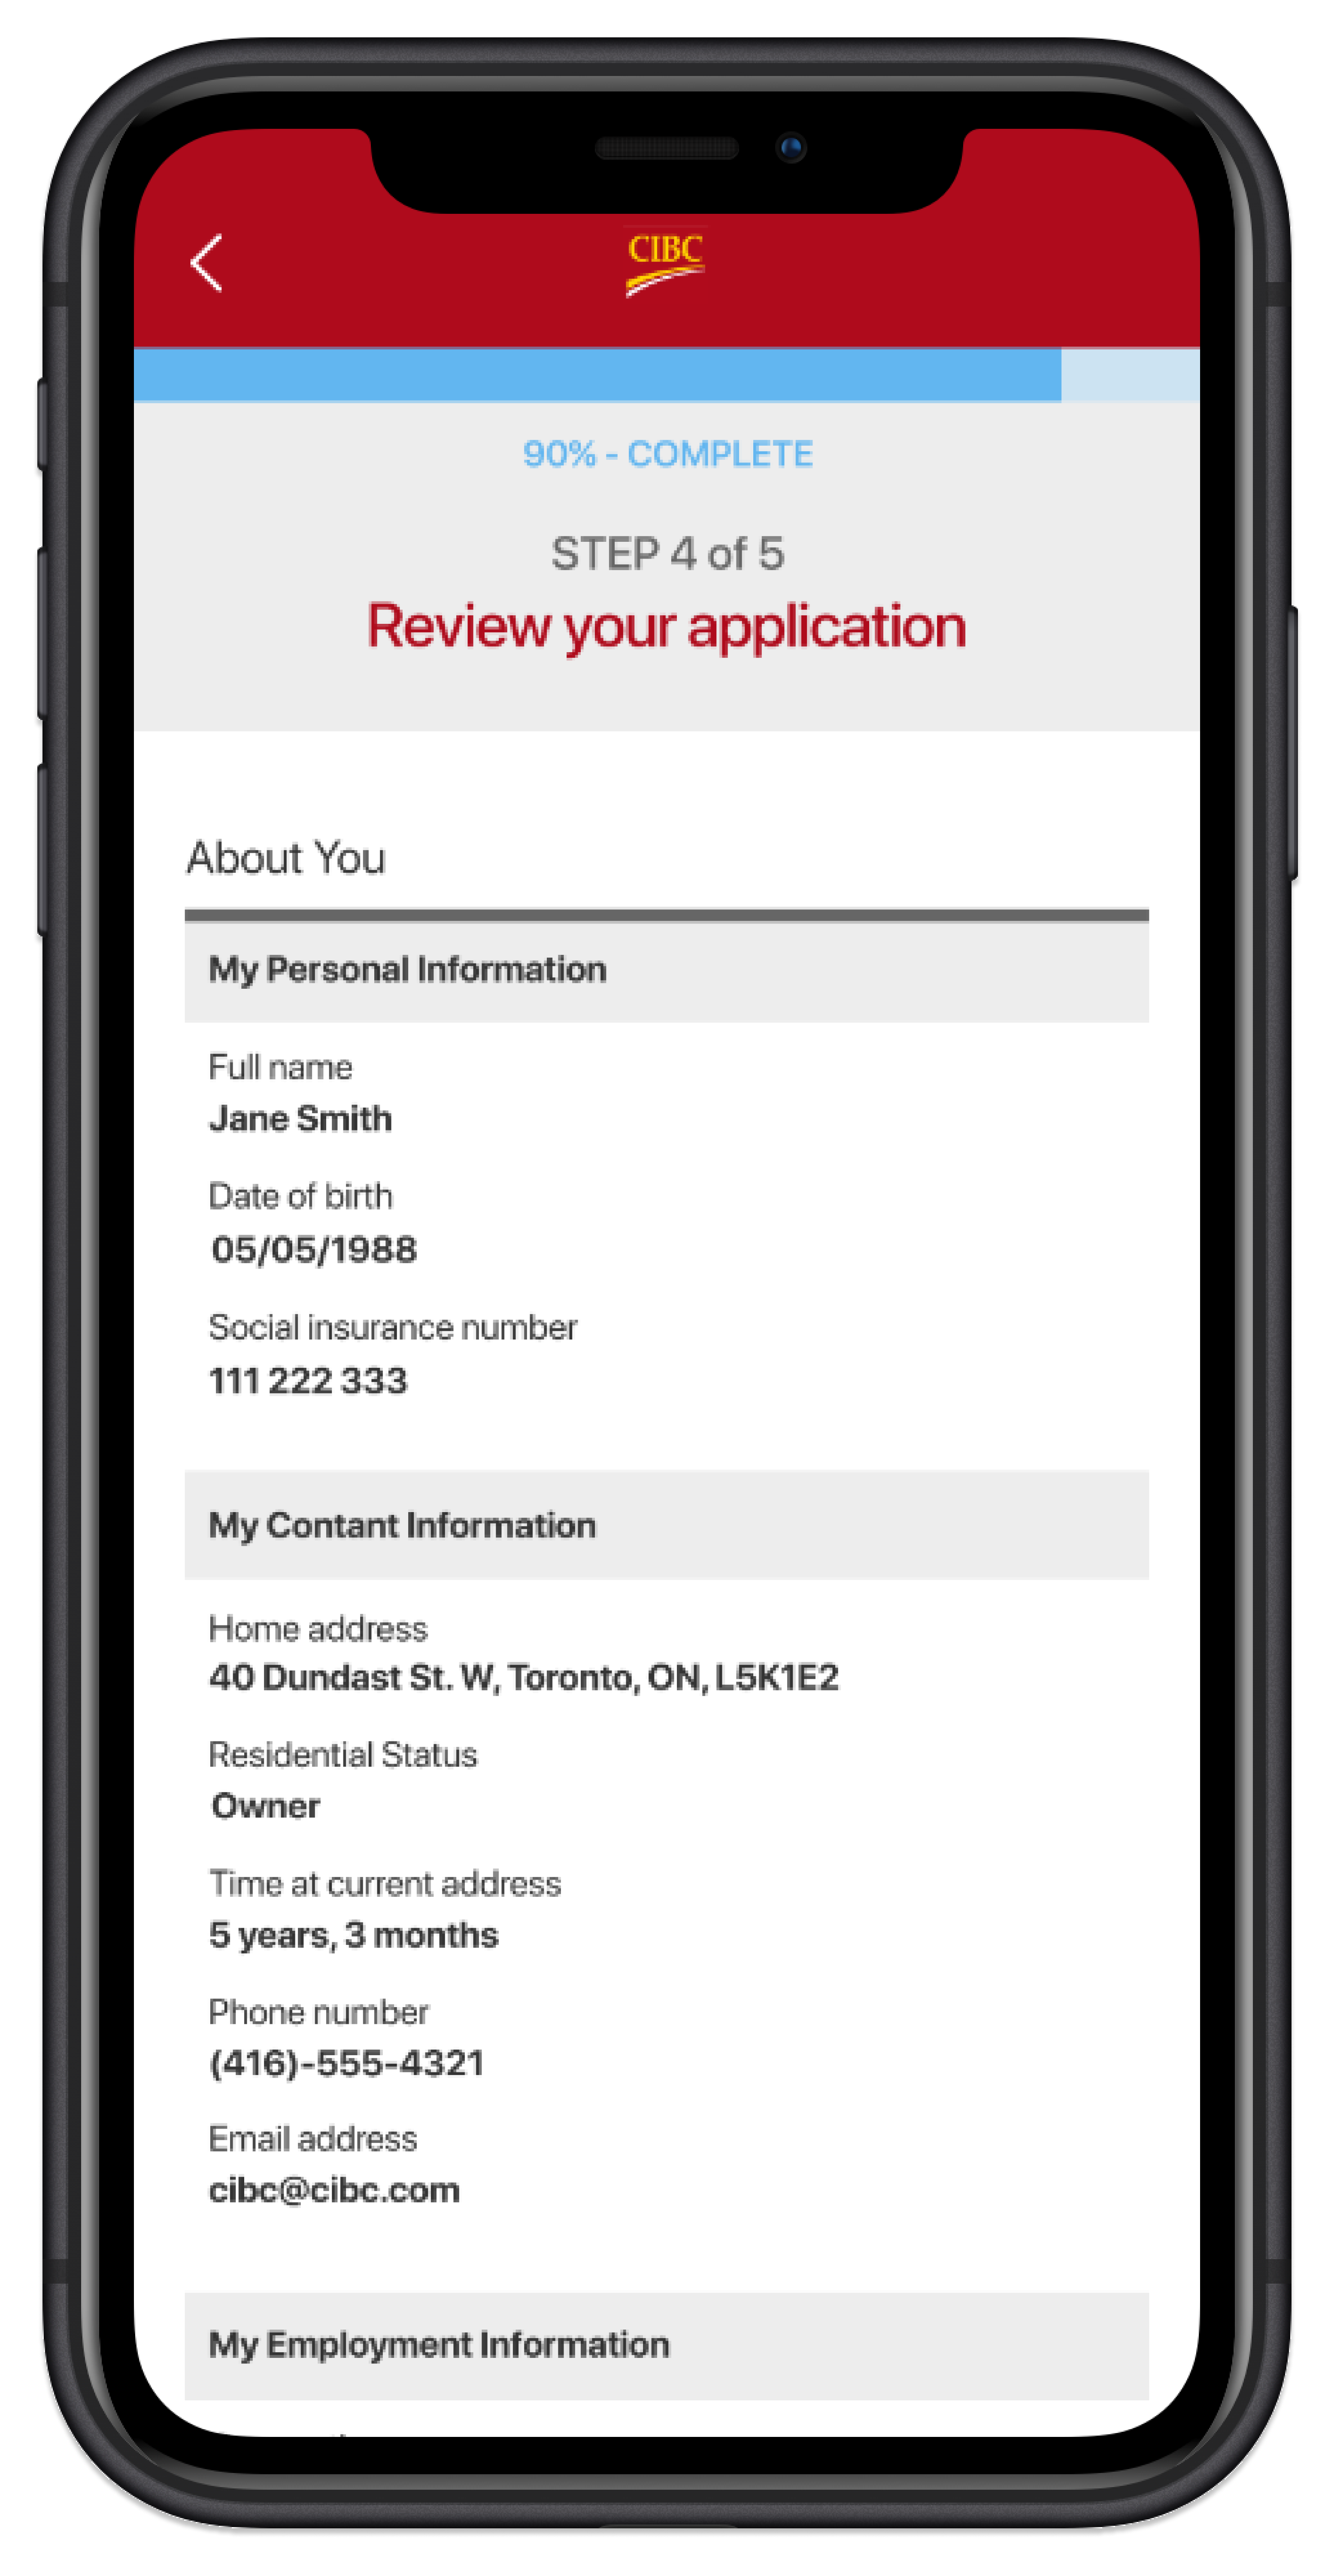 CIBC
90% - COMPLETE
STEP 4 of 5
Review your application
About You
My Personal Information
Full name
Jane Smith
Date of birth
05/05/1988
Social insurance number
111 222 333
My Contant Information
Home address
40 Dundast St. W, Toronto, ON, L5K1E2
Residential Status
Owner
Time at current address
5 years, 3 months
Phone number
(416)-555-4321
Email address
cibc@cibc.com
My Employment Information